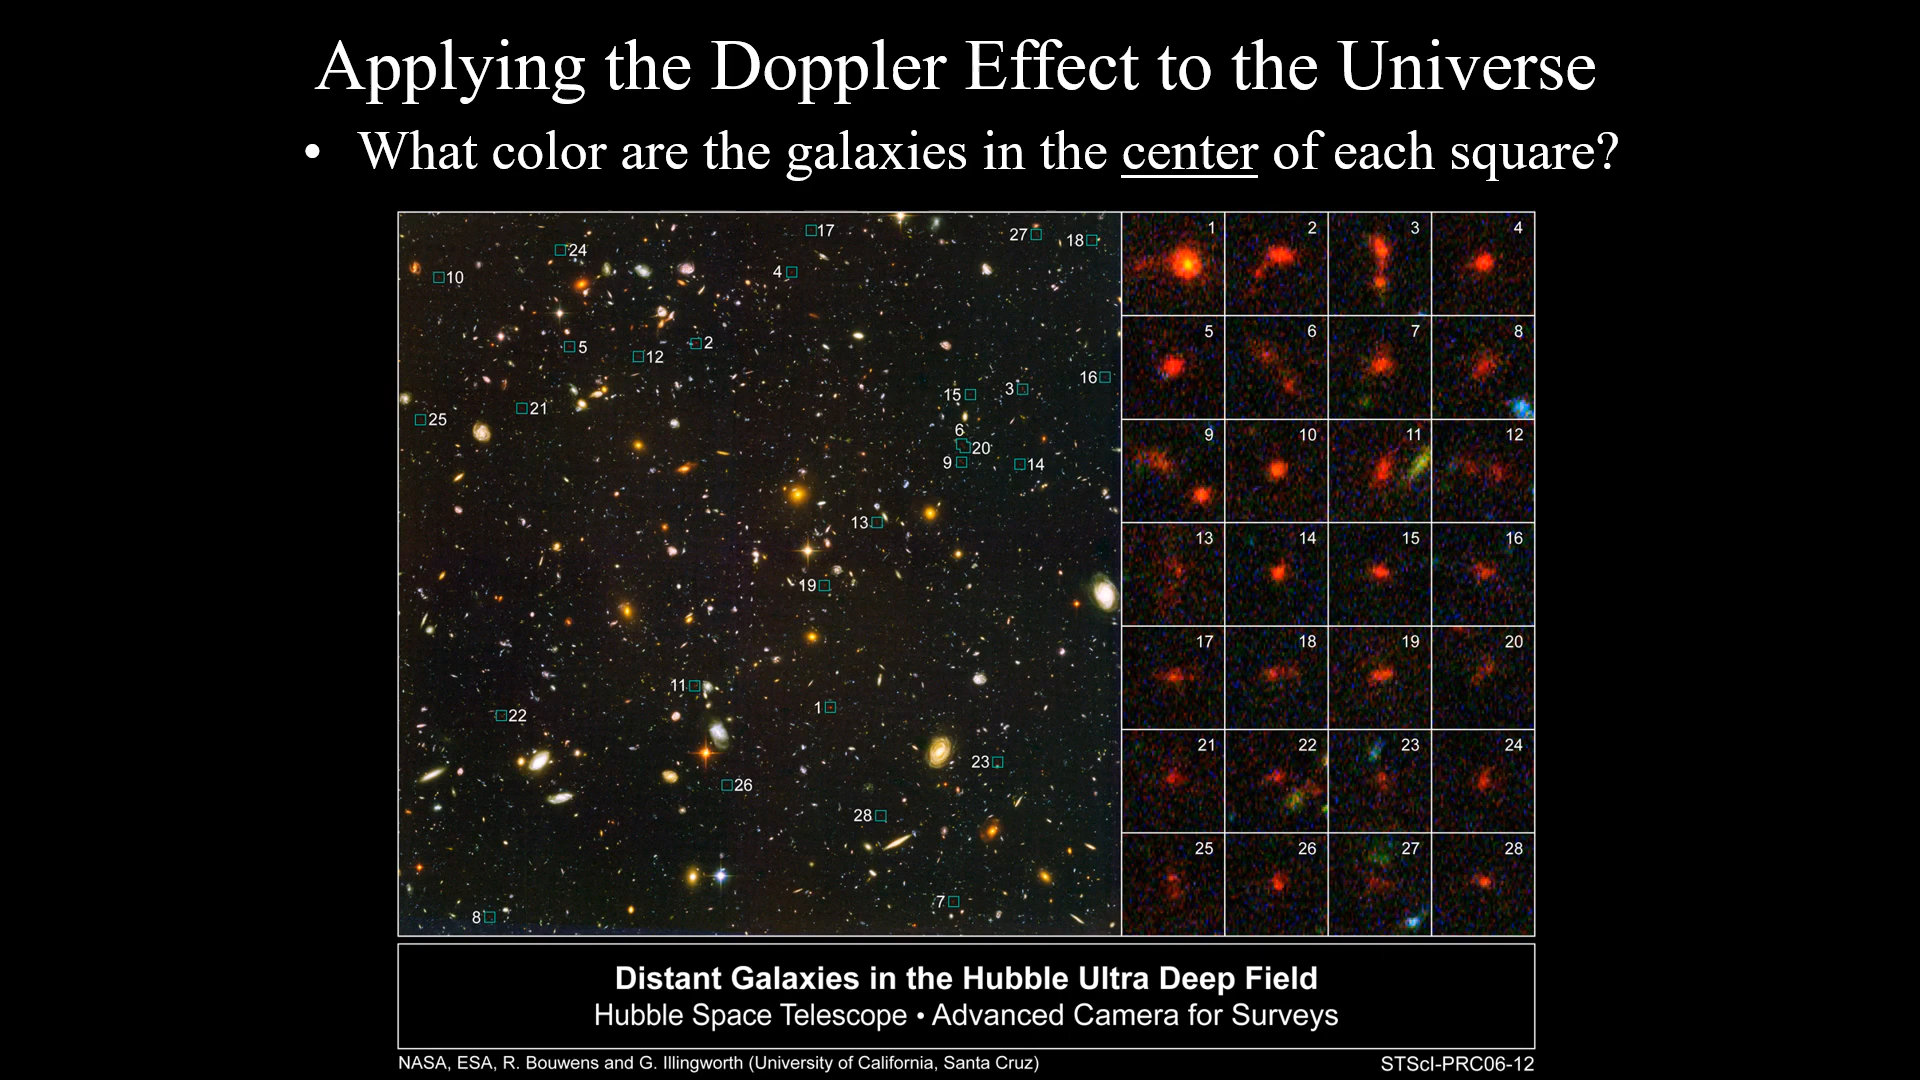 Applying the Doppler Effect to the Universe
• What color are the galaxies in the center of each square?
17
27
18
24
10
4
5
12
2
16
15
3
25
21
6
20
9
14
13
19
11
1
22
23
26
28
7
8
1 2 3 4
5 6 7 8
9 10 11 12
13 14 15 16
17 18 19 20
21 22 23 24
25 26 27 28
Distant Galaxies in the Hubble Ultra Deep Field
Hubble Space Telescope • Advanced Camera for Surveys
NASA, ESA, R. Bouwens and G. Illingworth (University of California, Santa Cruz)
STScI-PRC06-12